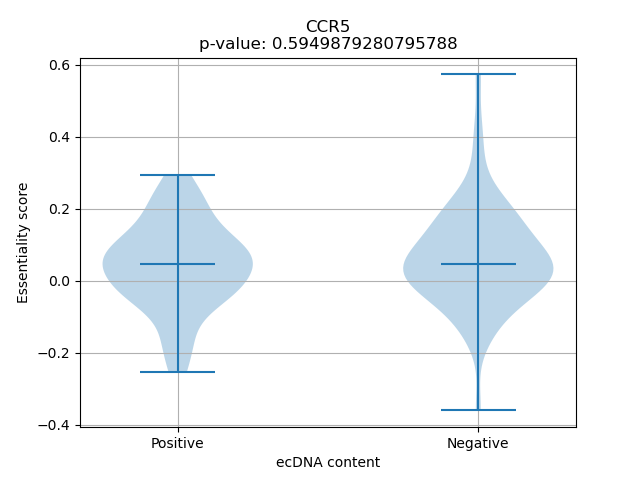 CCR5
p-value: 0.5949879280795788
0.6
0.4
0.2
0.0
−0.2
−0.4
Essentiality score
Positive
Negative
ecDNA content